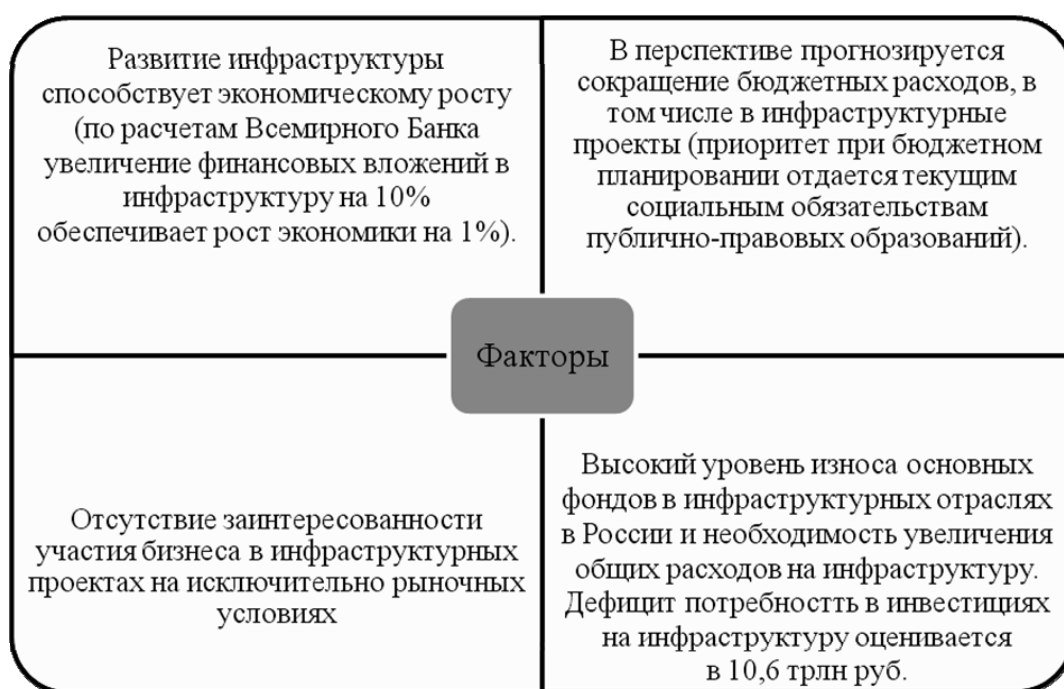 Развитие инфраструктуры
способствует экономическому росту
(по расчетам Всемирного Банка
увеличение финансовых вложений в
инфраструктуру на 10%
обеспечивает рост экономики на 1%).
В перспективе прогнозируется
сокращение бюджетных расходов, в
том числе в инфраструктурные
проекты (приоритет при бюджетном
планировании отдается текущим
социальным обязательствам
публично-правовых образований).
Факторы
Отсутствие заинтересованности
участия бизнеса в инфраструктурных
проектах на исключительно рыночных
условиях
Высокий уровень износа основных
фондов в инфраструктурных отраслях
в России и необходимость увеличения
общих расходов на инфраструктуру.
Дефицит потребностть в инвестициях
на инфраструктуру оценивается
в 10,6 трлн руб.